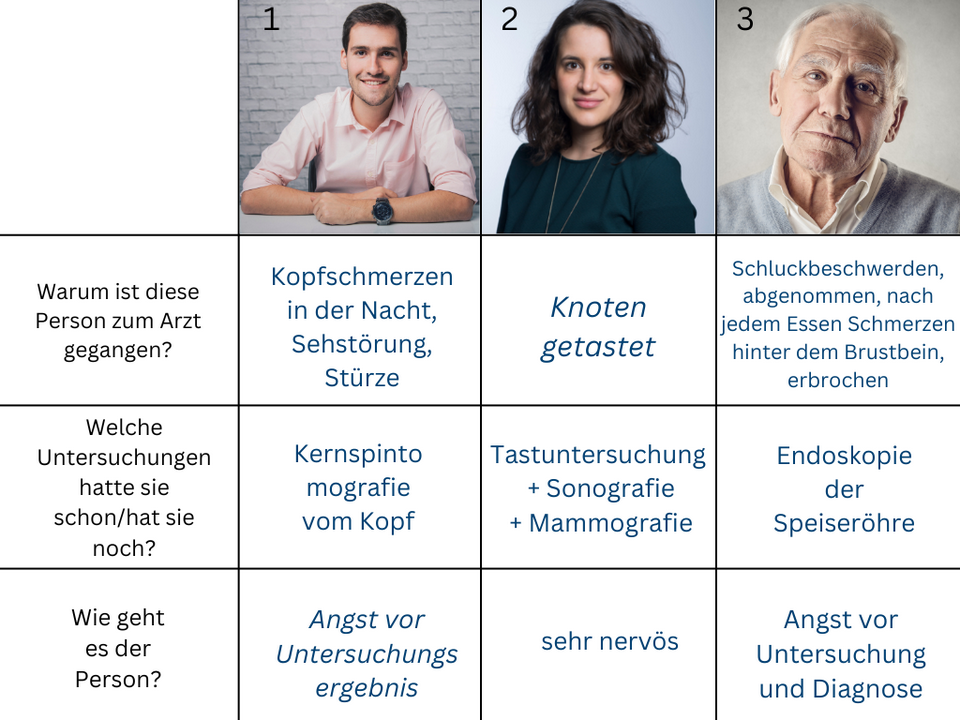 1
2
3
Warum ist diese
Person zum Arzt
gegangen?
Kopfschmerzen
in der Nacht,
Sehstörung,
Stürze
Knoten
getastet
Schluckbeschwerden,
abgenommen, nach
jedem Essen Schmerzen
hinter dem Brustbein,
erbrochen
Welche
Untersuchungen
hatte sie
schon/hat sie
noch?
Kernspinto
mografie
vom Kopf
Tastuntersuchung
+ Sonografie
+ Mammografie
Endoskopie
der
Speiseröhre
Wie geht
es der
Person?
Angst vor
Untersuchungs
ergebnis
sehr nervös
Angst vor
Untersuchung
und Diagnose